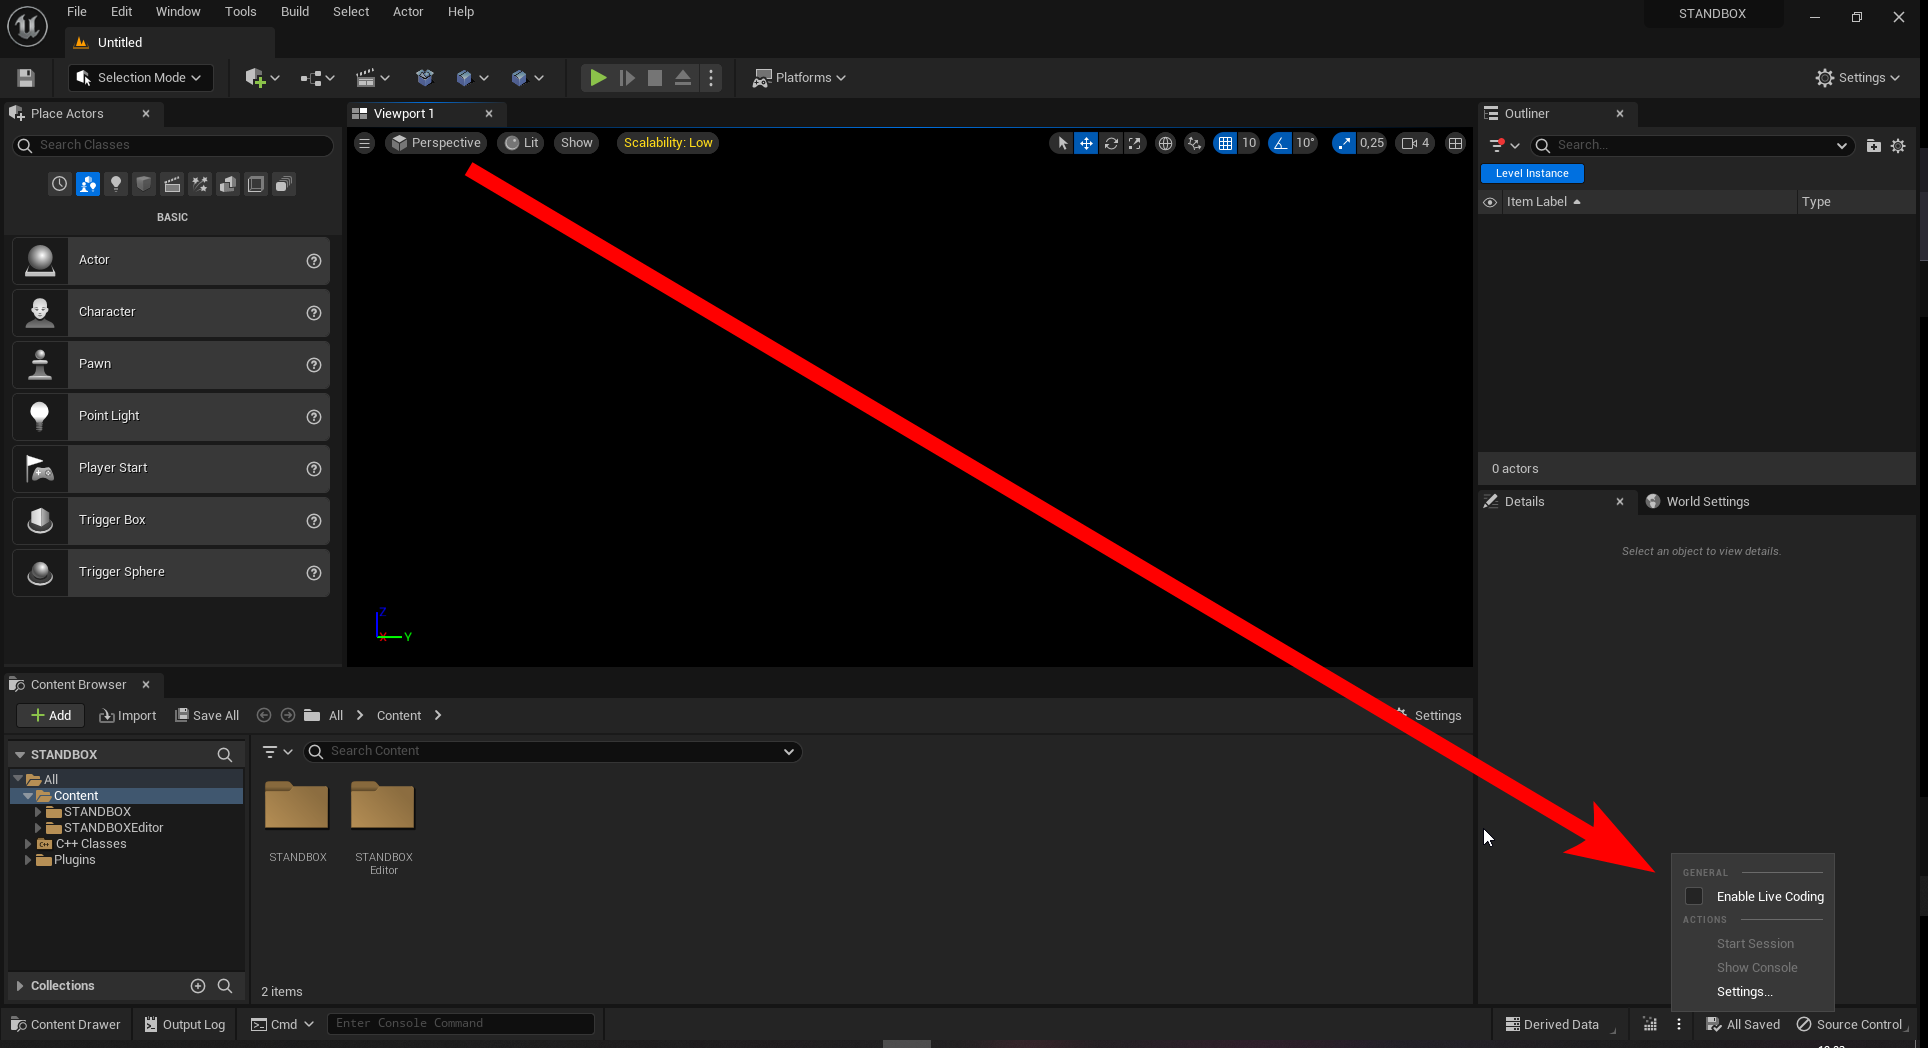 File Edit Window Tools Build Select Actor Help
STANDBOX
Untitled
Selection Mode
Platforms
Settings
Place Actors
Search Classes
BASIC
Actor
Character
Pawn
Point Light
Player Start
Trigger Box
Trigger Sphere
Viewport 1
Perspective Lit Show Scalability: Low 10 10° 0,25 4
Z
X Y
Outliner
Search...
Level Instance
Item Label Type
0 actors
Details World Settings
Select an object to view details.
Content Browser
Add Import Save All All Content Settings
STANDBOX
All
Content
STANDBOX
STANDBOXEditor
C++ Classes
Plugins
Collections
Search Content
STANDBOX
STANDBOX
Editor
2 items
GENERAL
Enable Live Coding
ACTIONS
Start Session
Show Console
Settings...
Content Drawer Output Log Cmd Enter Console Command Derived Data All Saved Source Control